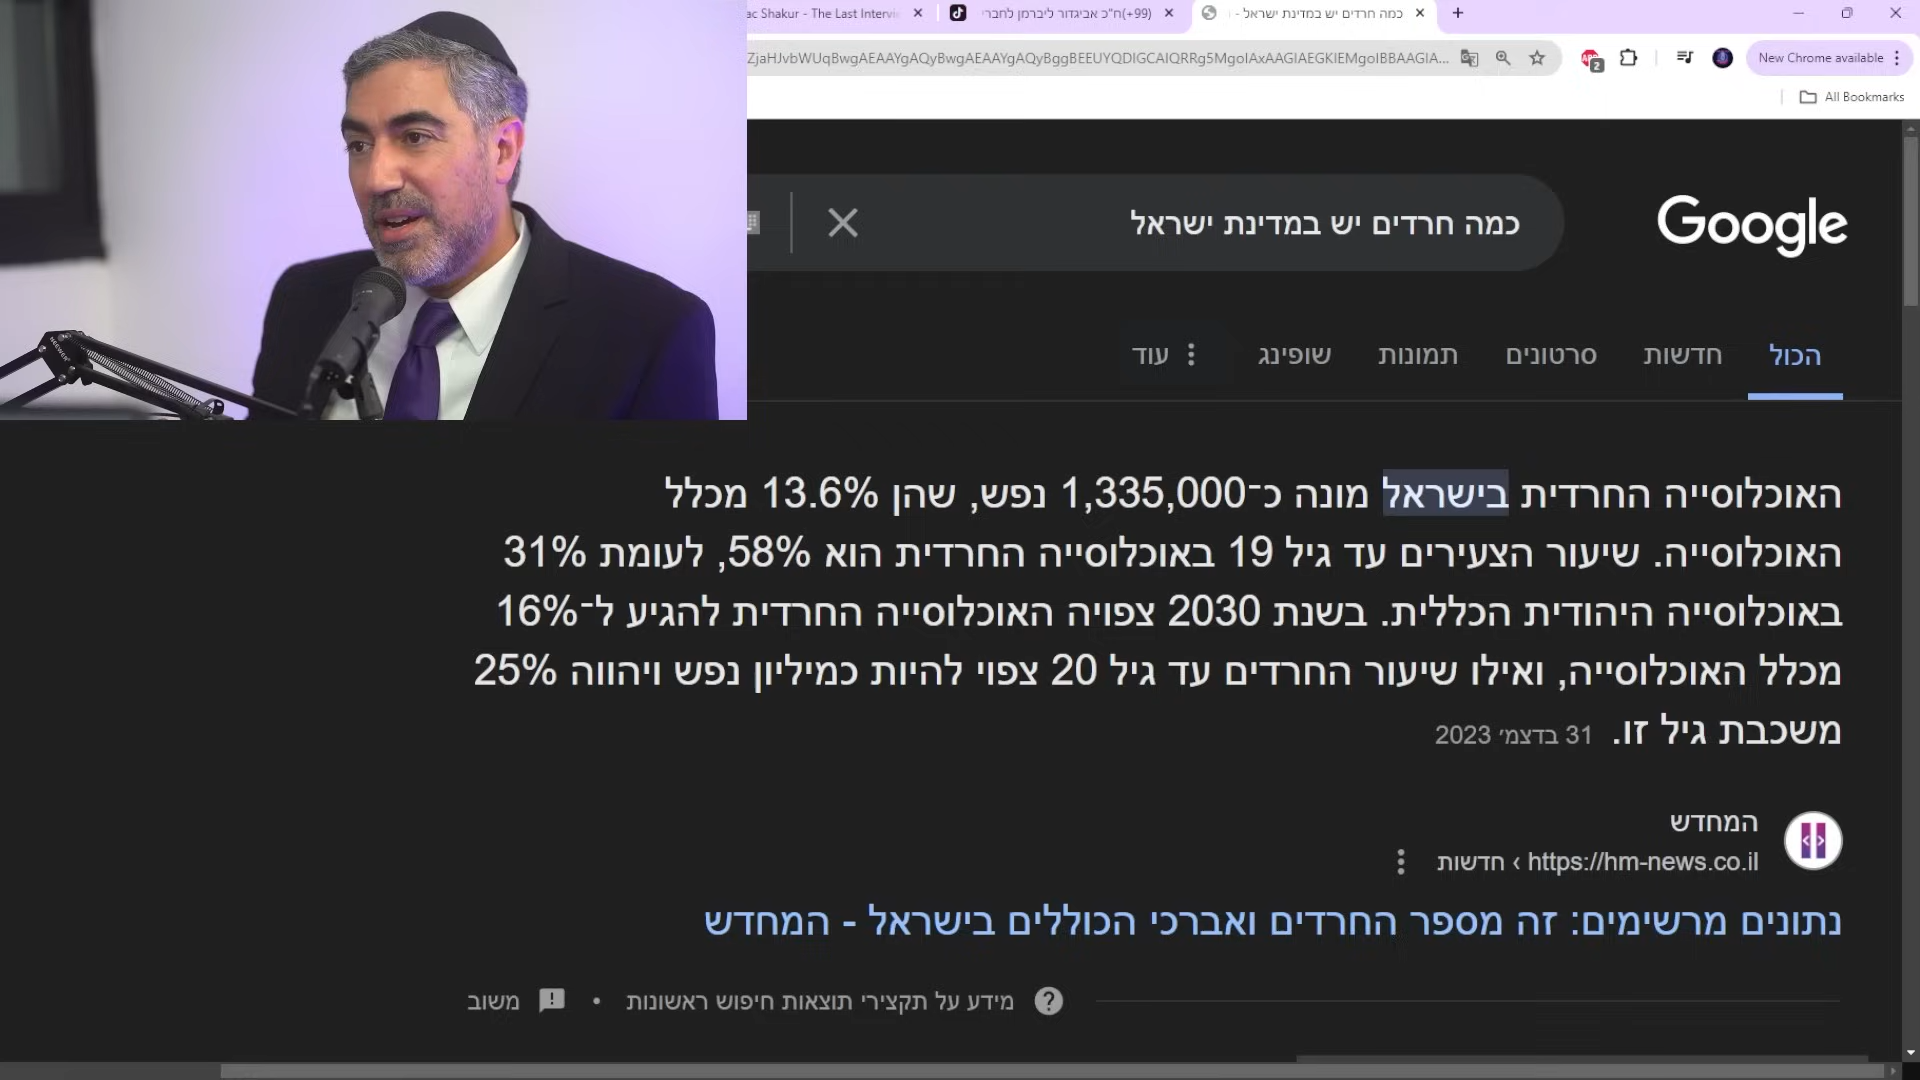 ac Shakur - The Last Intervie
(99+) ח"כ אביגדור ליברמן לחברי
כמה חרדים יש במדינת ישראל -
ZjaHJvbWUqBwgAEAAYgAQyBwgAEAAYgAQyBggBEEUYQDIGCAIQRRg5MgoIAxAAGIAEGKIEMgoIBBAAGIA...
2
New Chrome available
All Bookmarks
Google
כמה חרדים יש במדינת ישראל
הכול
חדשות
סרטונים
תמונות
שופינג
עוד
האוכלוסייה החרדית בישראל מונה כ־1,335,000 נפש, שהן 13.6% מכלל
האוכלוסייה. שיעור הצעירים עד גיל 19 באוכלוסייה החרדית הוא 58%, לעומת 31%
באוכלוסייה היהודית הכללית. בשנת 2030 צפויה האוכלוסייה החרדית להגיע ל־16%
מכלל האוכלוסייה, ואילו שיעור החרדים עד גיל 20 צפוי להיות כמיליון נפש ויהווה 25%
משכבת גיל זו. 31 בדצמ׳ 2023
המחדש
https://hm-news.co.il › חדשות
נתונים מרשימים: זה מספר החרדים ואברכי הכוללים בישראל - המחדש
מידע על תקצירי תוצאות חיפוש ראשונות • משוב
NEEWER